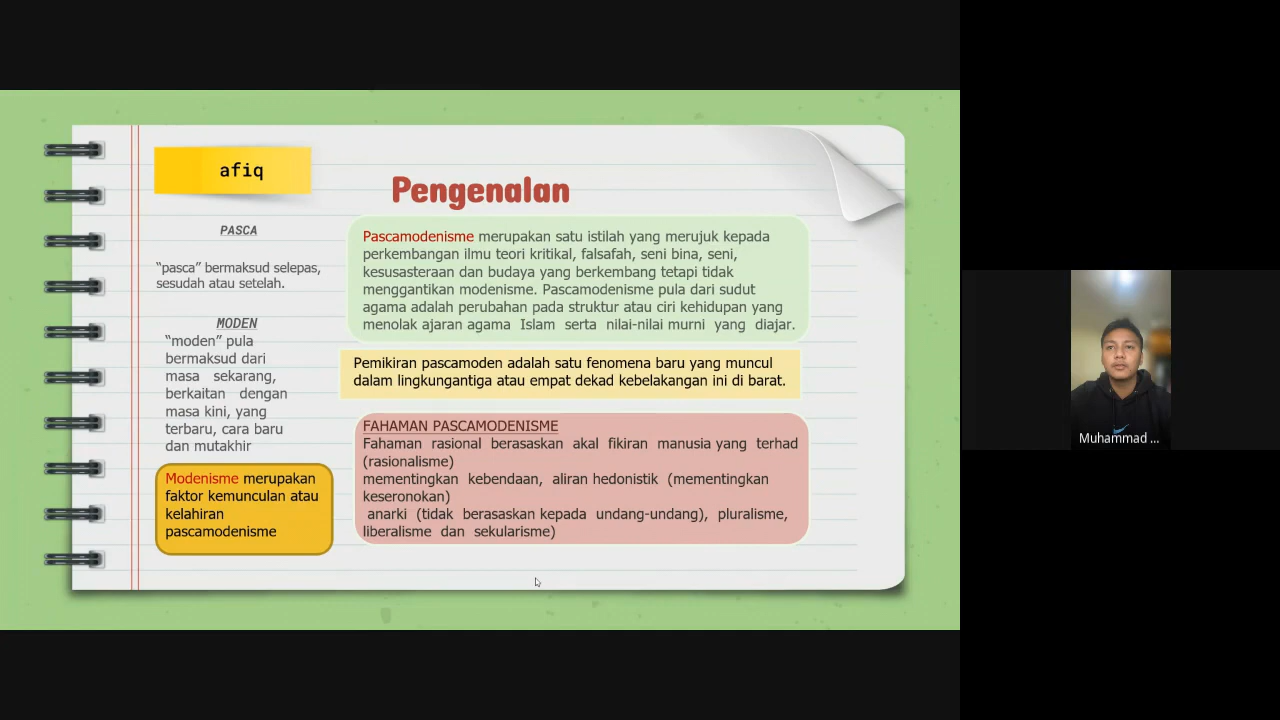 afiq
Pengenalan
PASCA
“pasca” bermaksud selepas,
sesudah atau setelah.
MODEN
“moden” pula
bermaksud dari
masa sekarang,
berkaitan dengan
masa kini, yang
terbaru, cara baru
dan mutakhir
Modenisme merupakan
faktor kemunculan atau
kelahiran
pascamodenisme
Pascamodenisme merupakan satu istilah yang merujuk kepada
perkembangan ilmu teori kritikal, falsafah, seni bina, seni,
kesusasteraan dan budaya yang berkembang tetapi tidak
menggantikan modenisme. Pascamodenisme pula dari sudut
agama adalah perubahan pada struktur atau ciri kehidupan yang
menolak ajaran agama Islam serta nilai-nilai murni yang diajar.
Pemikiran pascamoden adalah satu fenomena baru yang muncul
dalam lingkungantiga atau empat dekad kebelakangan ini di barat.
FAHAMAN PASCAMODENISME
Fahaman rasional berasaskan akal fikiran manusia yang terhad
(rasionalisme)
mementingkan kebendaan, aliran hedonistik (mementingkan
keseronokan)
anarki (tidak berasaskan kepada undang-undang), pluralisme,
liberalisme dan sekularisme)
Muhammad ...